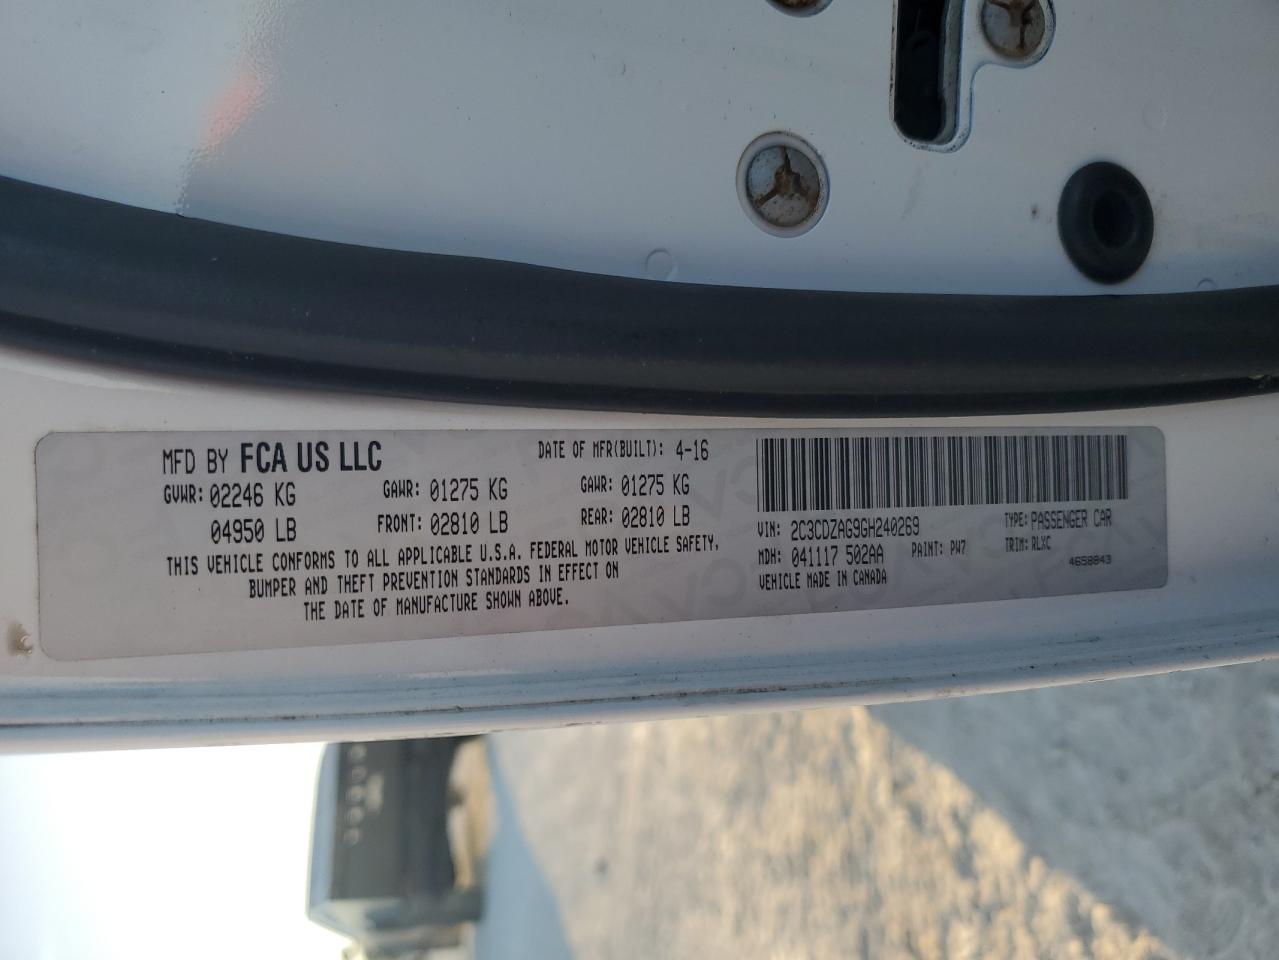 MFD BY FCA US LLC
DATE OF MFR(BUILT): 4-16
GVWR: 02246 KG
GAWR: 01275 KG
GAWR: 01275 KG
04950 LB
FRONT: 02810 LB
REAR: 02810 LB
THIS VEHICLE CONFORMS TO ALL APPLICABLE U.S.A. FEDERAL MOTOR VEHICLE SAFETY,
BUMPER AND THEFT PREVENTION STANDARDS IN EFFECT ON
THE DATE OF MANUFACTURE SHOWN ABOVE.
VIN: 2C3CDZAG9GH240269
TYPE: PASSENGER CAR
MDH: 041117 502AA
PAINT: PW7
TRIM: RLXC
VEHICLE MADE IN CANADA
4658843